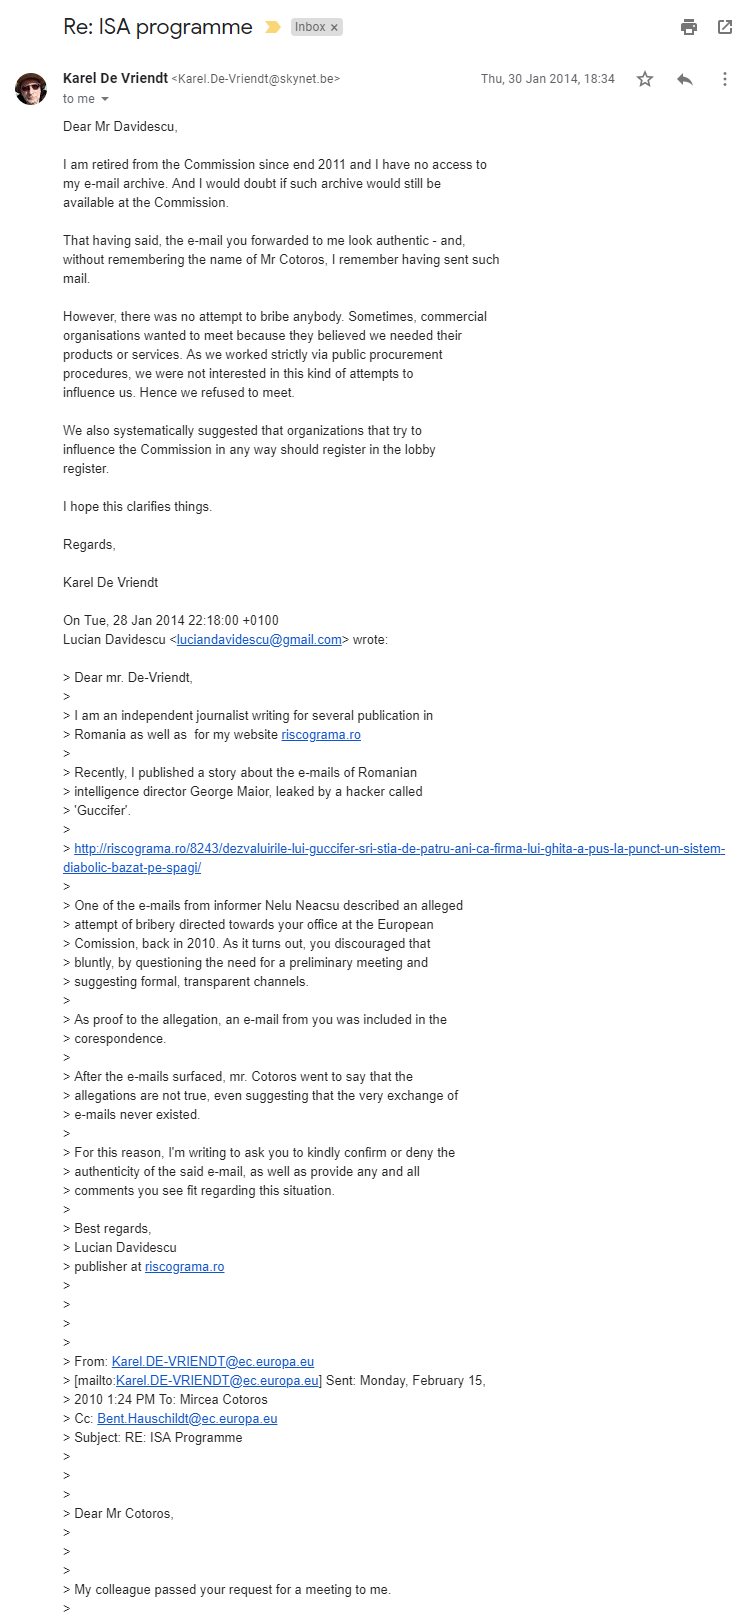 Re: ISA programme Inbox ×
Karel De Vriendt <Karel.De-Vriendt@skynet.be> Thu, 30 Jan 2014, 18:34
to me
Dear Mr Davidescu,
I am retired from the Commission since end 2011 and I have no access to
my e-mail archive. And I would doubt if such archive would still be
available at the Commission.
That having said, the e-mail you forwarded to me look authentic - and,
without remembering the name of Mr Cotoros, I remember having sent such
mail.
However, there was no attempt to bribe anybody. Sometimes, commercial
organisations wanted to meet because they believed we needed their
products or services. As we worked strictly via public procurement
procedures, we were not interested in this kind of attempts to
influence us. Hence we refused to meet.
We also systematically suggested that organizations that try to
influence the Commission in any way should register in the lobby
register.
I hope this clarifies things.
Regards,
Karel De Vriendt
On Tue, 28 Jan 2014 22:18:00 +0100
Lucian Davidescu <luciandavidescu@gmail.com> wrote:
> Dear mr. De-Vriendt,
>
> I am an independent journalist writing for several publication in
> Romania as well as  for my website riscograma.ro
>
> Recently, I published a story about the e-mails of Romanian
> intelligence director George Maior, leaked by a hacker called
> 'Guccifer'.
>
> http://riscograma.ro/8243/dezvaluirile-lui-guccifer-sri-stia-de-patru-ani-ca-firma-lui-ghita-a-pus-la-punct-un-sistem-
diabolic-bazat-pe-spagi/
>
> One of the e-mails from informer Nelu Neacsu described an alleged
> attempt of bribery directed towards your office at the European
> Comission, back in 2010. As it turns out, you discouraged that
> bluntly, by questioning the need for a preliminary meeting and
> suggesting formal, transparent channels.
>
> As proof to the allegation, an e-mail from you was included in the
> corespondence.
>
> After the e-mails surfaced, mr. Cotoros went to say that the
> allegations are not true, even suggesting that the very exchange of
> e-mails never existed.
>
> For this reason, I'm writing to ask you to kindly confirm or deny the
> authenticity of the said e-mail, as well as provide any and all
> comments you see fit regarding this situation.
>
> Best regards,
> Lucian Davidescu
> publisher at riscograma.ro
>
>
>
>
> From: Karel.DE-VRIENDT@ec.europa.eu
> [mailto:Karel.DE-VRIENDT@ec.europa.eu] Sent: Monday, February 15,
> 2010 1:24 PM To: Mircea Cotoros
> Cc: Bent.Hauschildt@ec.europa.eu
> Subject: RE: ISA Programme
>
>
>
> Dear Mr Cotoros,
>
>
>
> My colleague passed your request for a meeting to me.
>